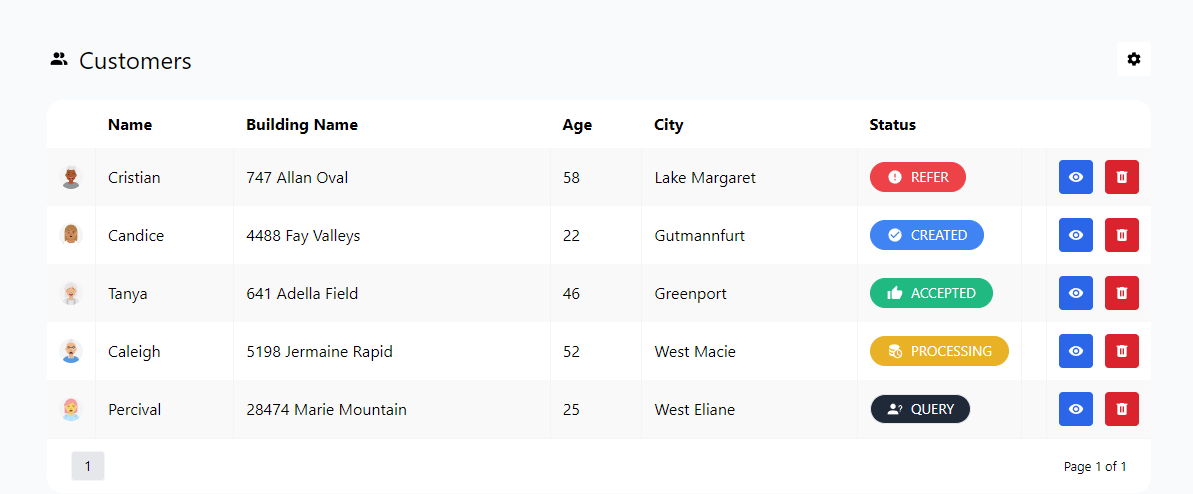 Customers
Name Building Name Age City Status
Cristian 747 Allan Oval 58 Lake Margaret REFER
Candice 4488 Fay Valleys 22 Gutmannfurt CREATED
Tanya 641 Adella Field 46 Greenport ACCEPTED
Caleigh 5198 Jermaine Rapid 52 West Macie PROCESSING
Percival 28474 Marie Mountain 25 West Eliane QUERY
1 Page 1 of 1